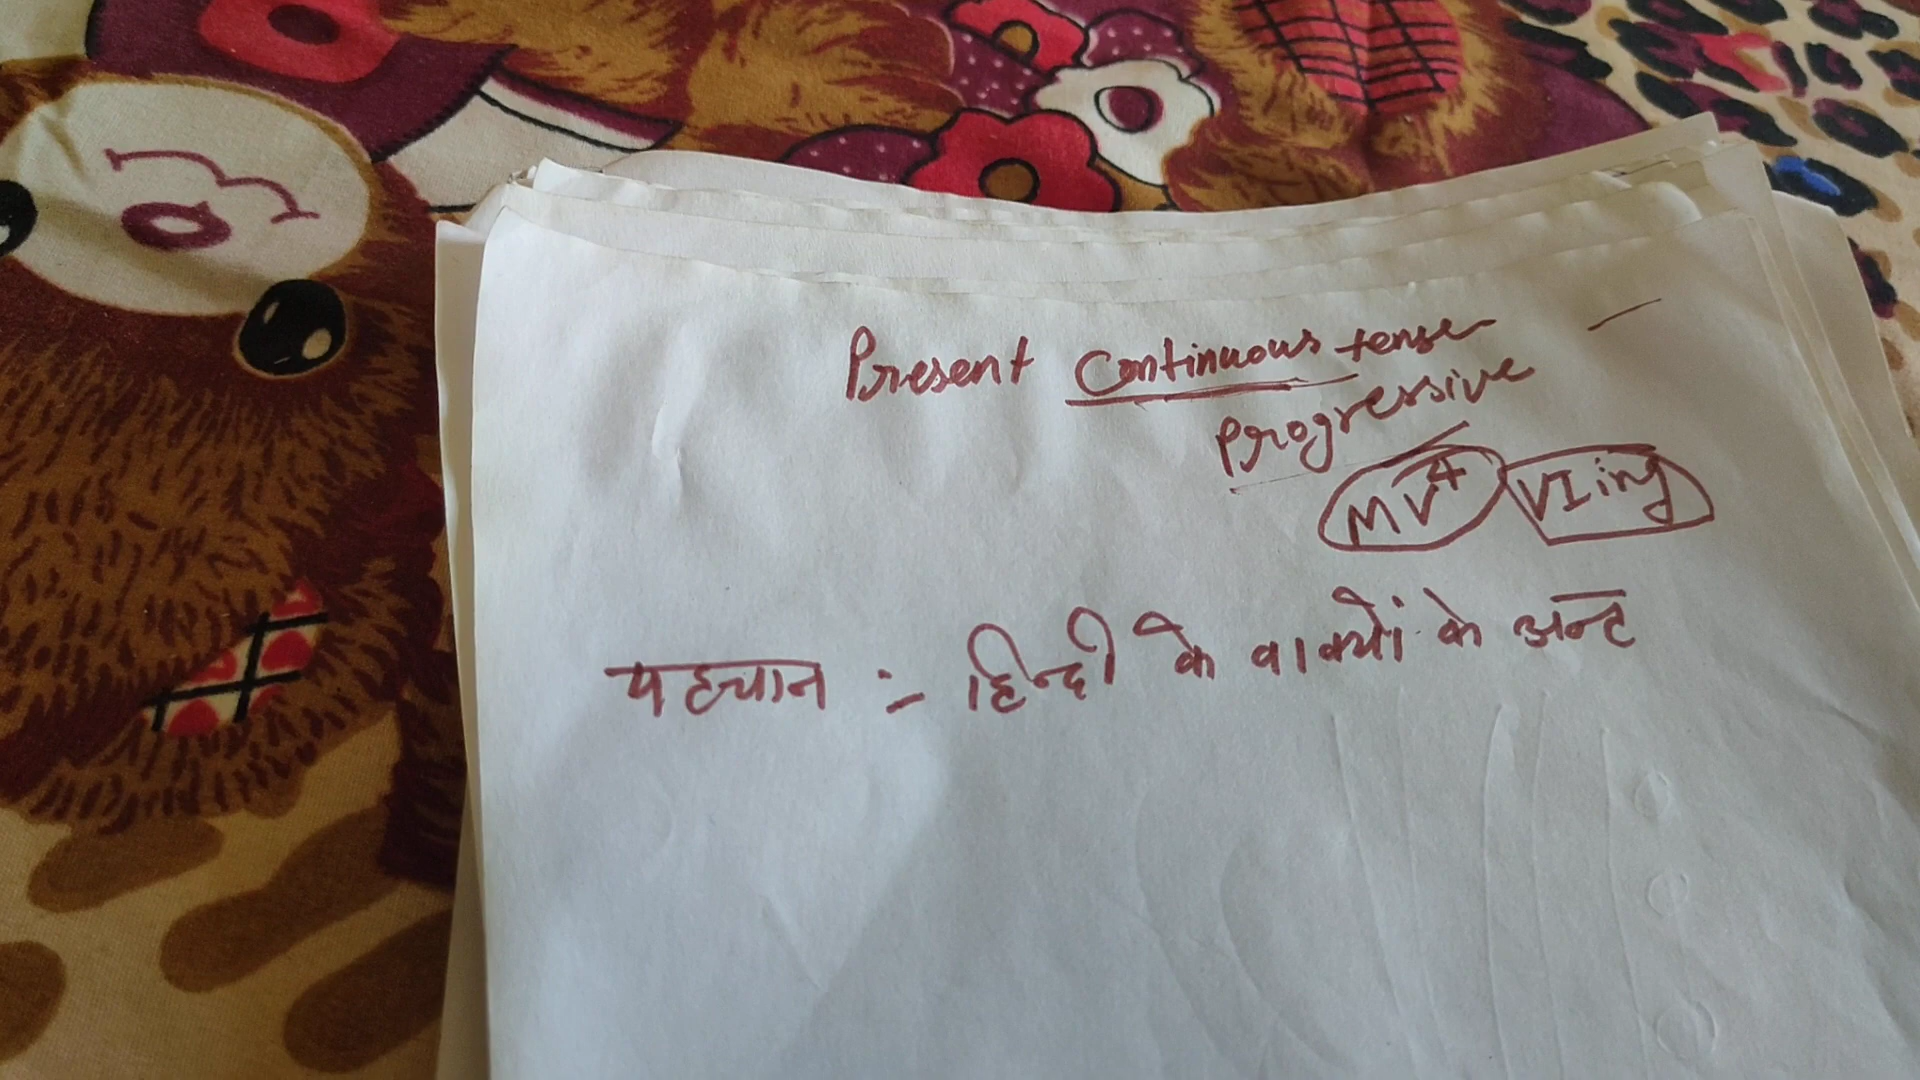 Present Continuous tense
Progressive
MV4 VIing
पहचान :- हिन्दी के वाक्यों के अन्ट